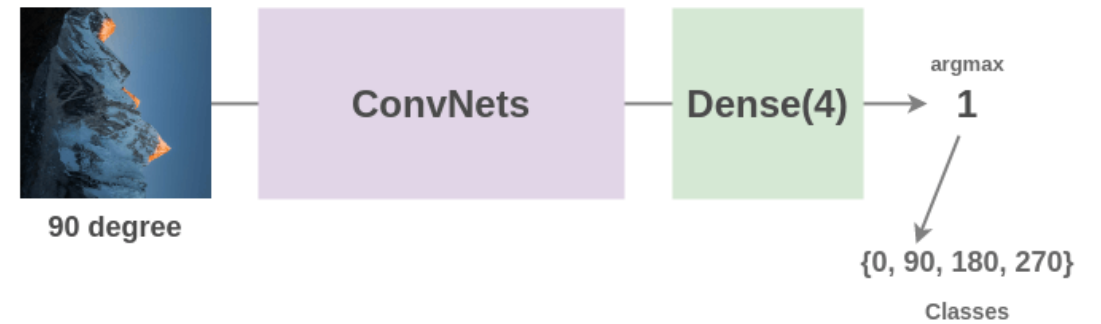 90 degree
ConvNets
Dense(4)
argmax
1
{0, 90, 180, 270}
Classes